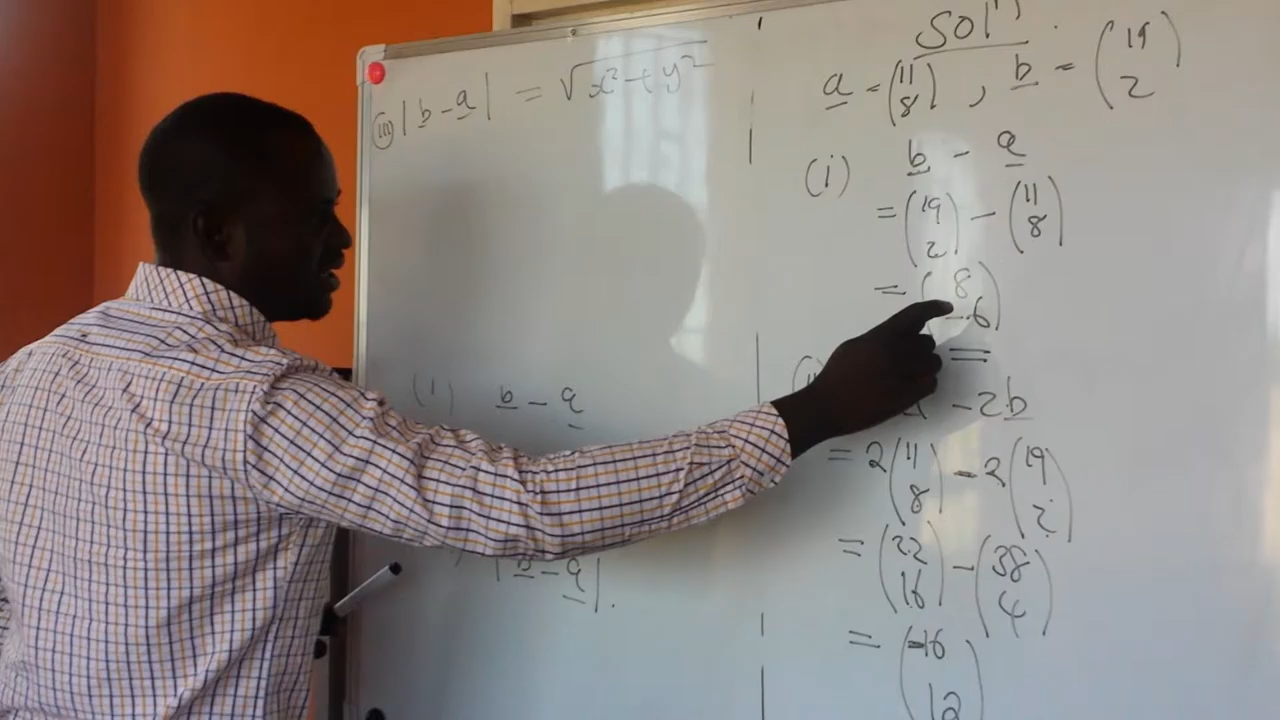 (iii) |b - a| = √x² + y²
(i) b - a
|b - a|.
Solⁿ
a = (11 8), b = (19 2)
(i) b - a
= (19 2) - (11 8)
= (8 -6)
- 2b
= 2(11 8) - 2(19 2)
= (22 16) - (38 4)
= (-16 12)